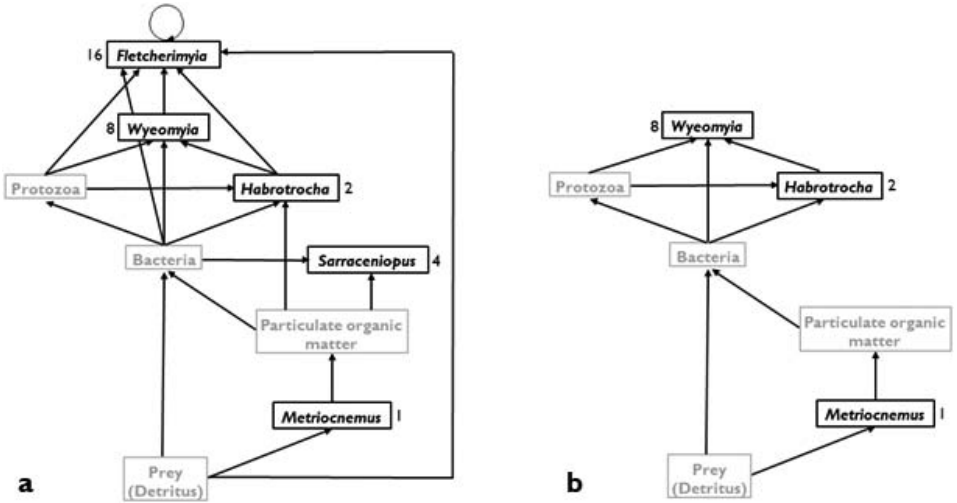 16 Fletcherimyia
8 Wyeomyia
Protozoa
Habrotrocha 2
Bacteria
Sarraceniopus 4
Particulate organic
matter
Metriocnemus 1
Prey
(Detritus)
a
8 Wyeomyia
Protozoa
Habrotrocha 2
Bacteria
Particulate organic
matter
Metriocnemus 1
Prey
(Detritus)
b